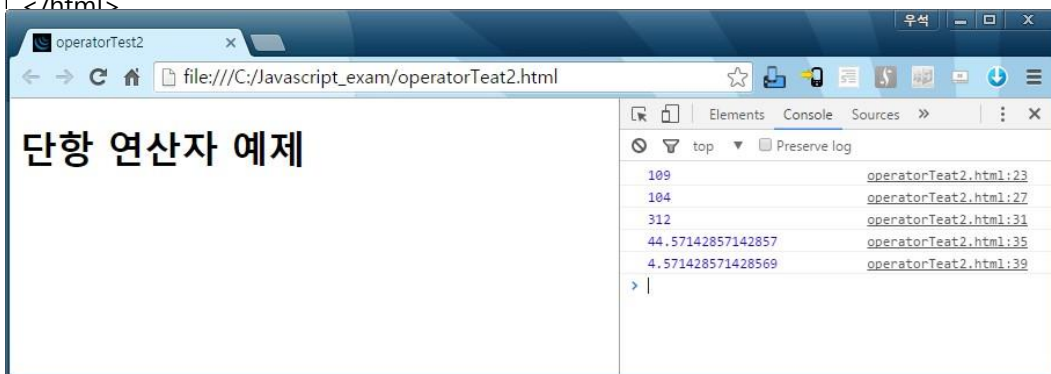 </html>
우석
operatorTest2
file:///C:/Javascript_exam/operatorTeat2.html
단항 연산자 예제
Elements Console Sources »
top ▼ Preserve log
109 operatorTeat2.html:23
104 operatorTeat2.html:27
312 operatorTeat2.html:31
44.57142857142857 operatorTeat2.html:35
4.571428571428569 operatorTeat2.html:39
>